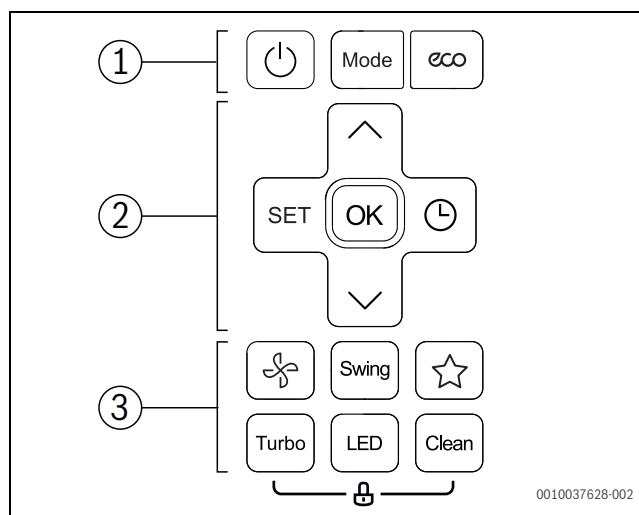 1
Mode eco
2
SET OK
3
Swing
Turbo LED Clean
0010037628-002